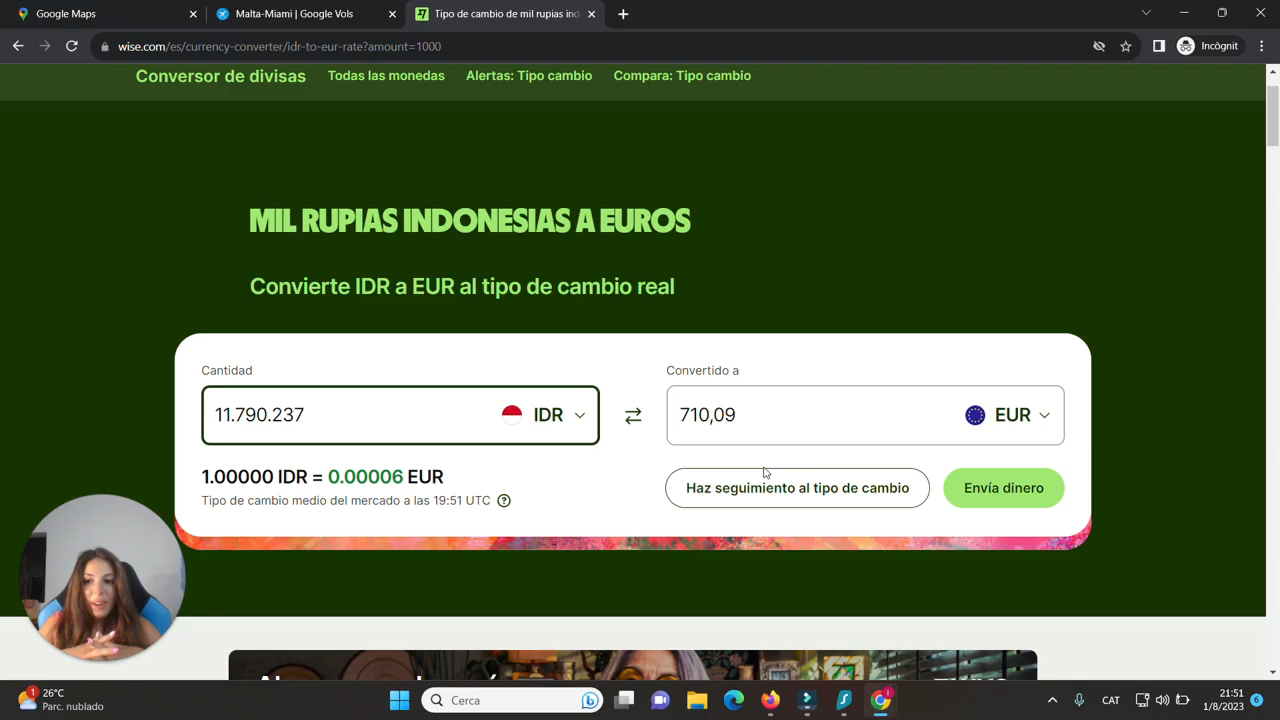 Google Maps
Malta-Miami | Google Vols
Tipo de cambio de mil rupias ind
wise.com/es/currency-converter/idr-to-eur-rate?amount=1000
Incògnit
Conversor de divisas
Todas las monedas
Alertas: Tipo cambio
Compara: Tipo cambio
MIL RUPIAS INDONESIAS A EUROS
Convierte IDR a EUR al tipo de cambio real
Cantidad
Convertido a
11.790.237
IDR
710,09
EUR
1.00000 IDR = 0.00006 EUR
Tipo de cambio medio del mercado a las 19:51 UTC
Haz seguimiento al tipo de cambio
Envía dinero
1
26°C
Parc. nublado
Cerca
1
CAT
21:51
1/8/2023
6